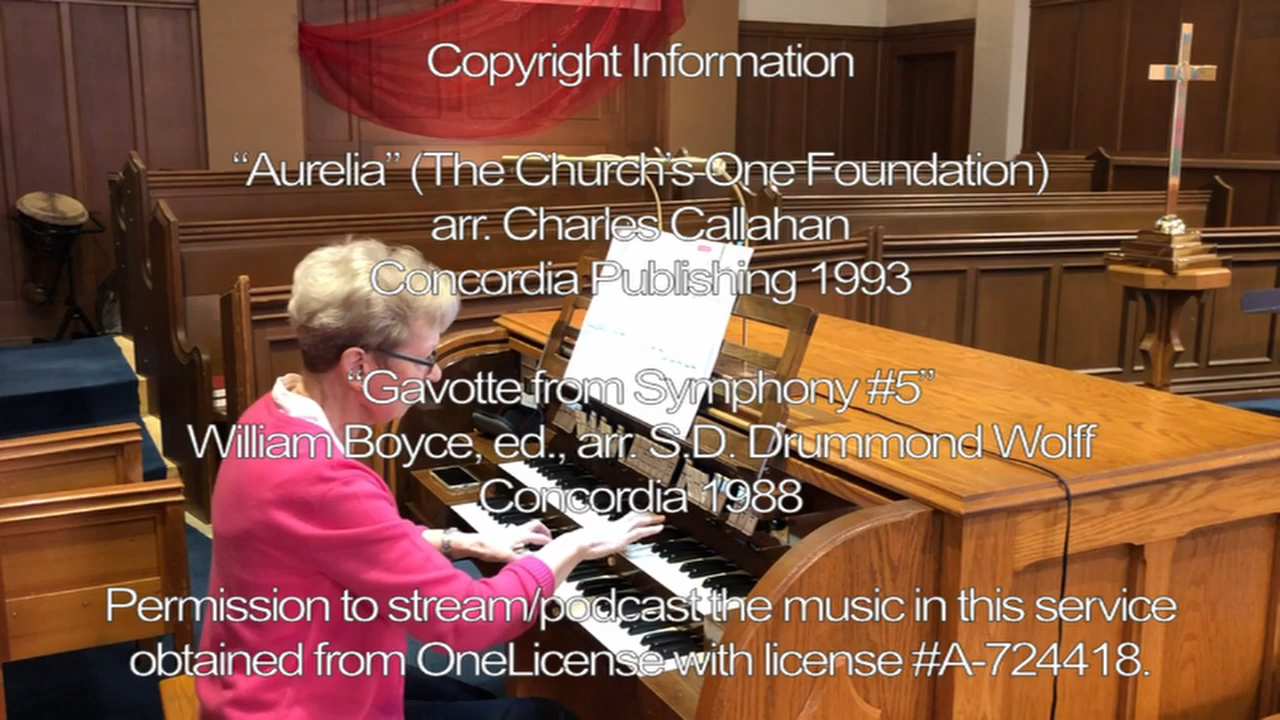 Copyright Information
“Aurelia” (The Church’s One Foundation)
arr. Charles Callahan
Concordia Publishing 1993
“Gavotte from Symphony #5”
William Boyce, ed., arr. S.D. Drummond Wolff
Concordia 1988
Permission to stream/podcast the music in this service
obtained from OneLicense with license #A-724418.